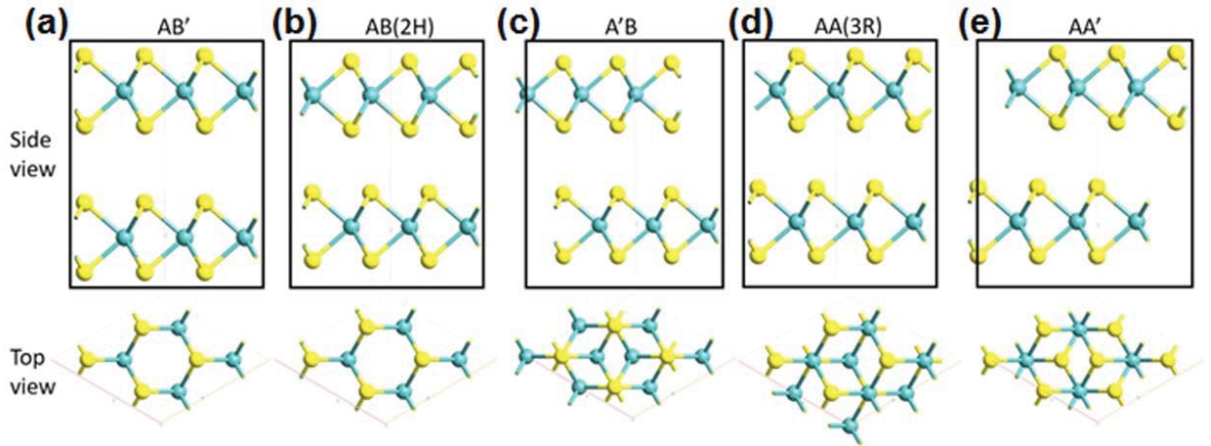 (a) AB’
(b) AB(2H)
(c) A’B
(d) AA(3R)
(e) AA’
Side
view
Top
view